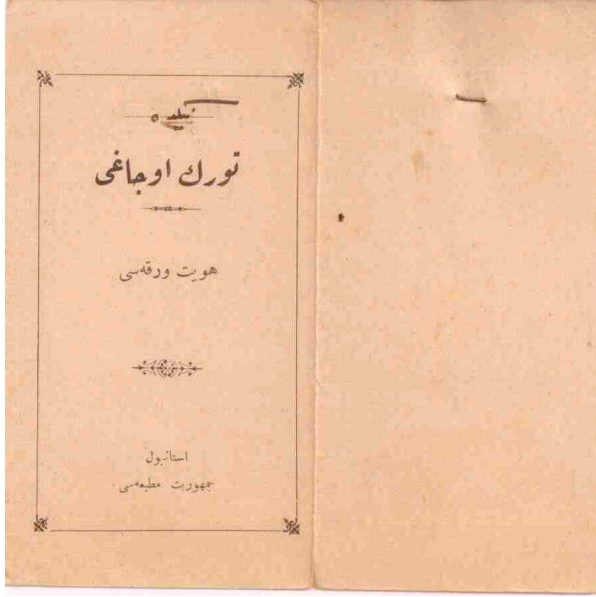 تورك اوجاغی
هویت ورقه‌سی
استانبول
جمهوریت مطبعه‌سی